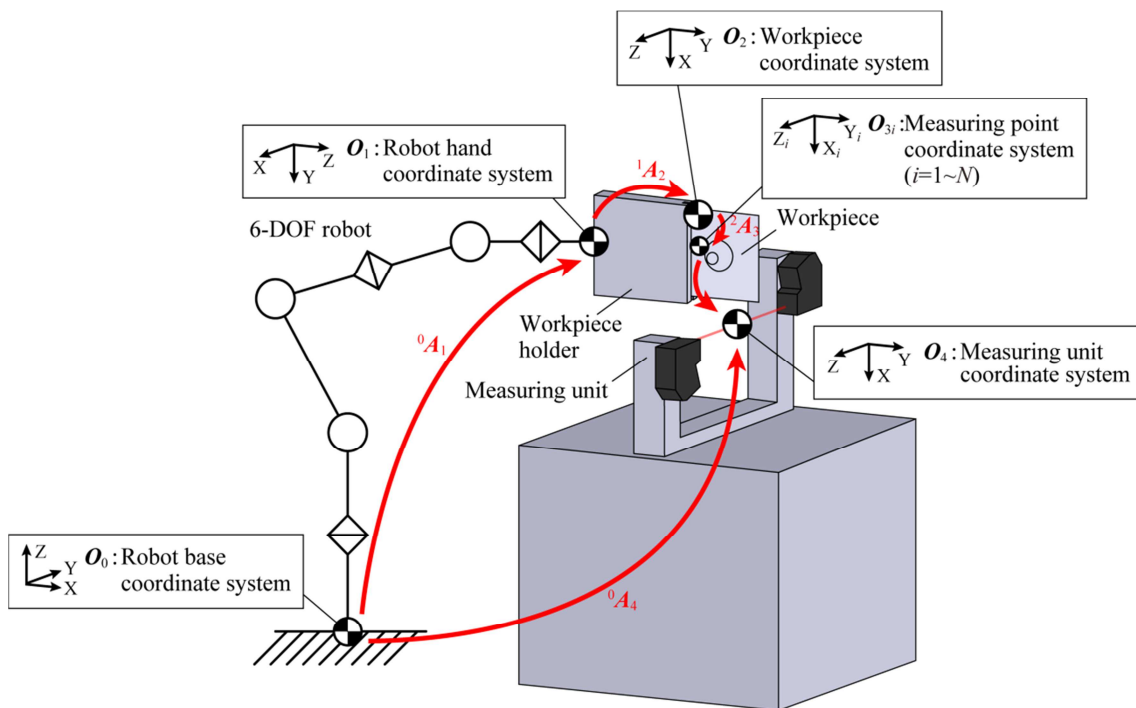 O₂: Workpiece
coordinate system
Z Y
X
O₃ᵢ: Measuring point
coordinate system
(i=1~N)
Zᵢ Yᵢ
Xᵢ
O₁: Robot hand
coordinate system
X Z
Y
¹A₂
²A₃
Workpiece
6-DOF robot
Workpiece
holder
⁰A₁
Measuring unit
O₄: Measuring unit
coordinate system
Z Y
X
Z
Y
X
O₀: Robot base
coordinate system
⁰A₄